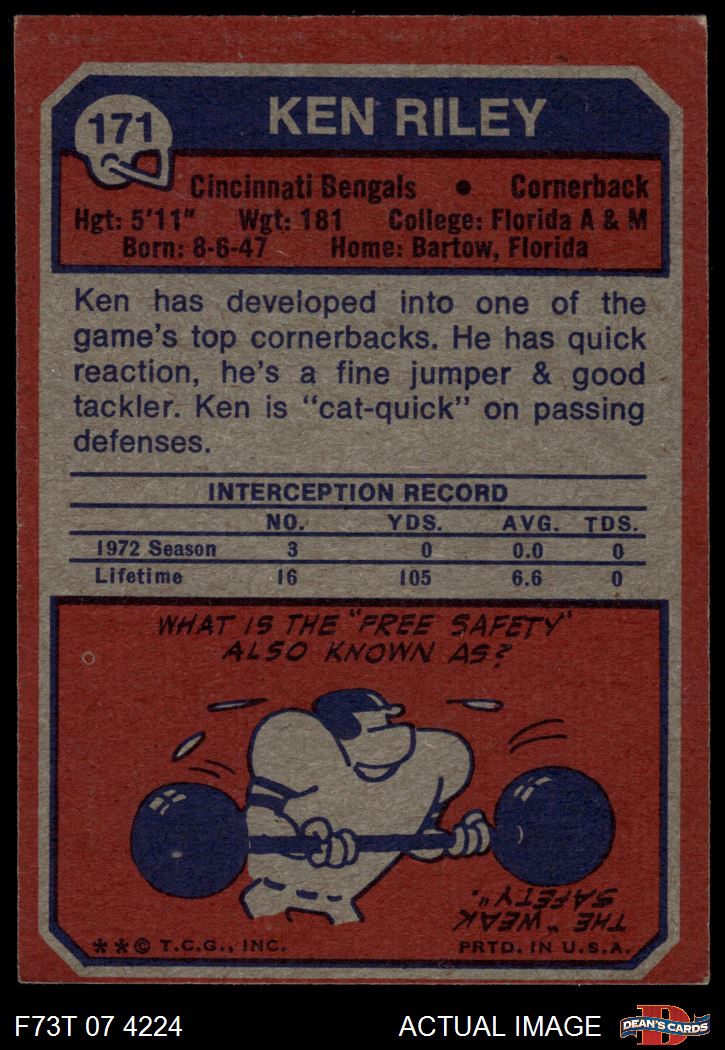 171
KEN RILEY
Cincinnati Bengals • Cornerback
Hgt: 5'11" Wgt: 181 College: Florida A & M
Born: 8-6-47 Home: Bartow, Florida
Ken has developed into one of the
game's top cornerbacks. He has quick
reaction, he's a fine jumper & good
tackler. Ken is "cat-quick" on passing
defenses.
INTERCEPTION RECORD
NO. YDS. AVG. TDS.
1972 Season 3 0 0.0 0
Lifetime 16 105 6.6 0
WHAT IS THE "FREE SAFETY"
ALSO KNOWN AS?
THE "WEAK
SAFETY".
**© T.C.G., INC. PRTD. IN U.S.A.
F73T 07 4224 ACTUAL IMAGE
D
DEAN'S CARDS